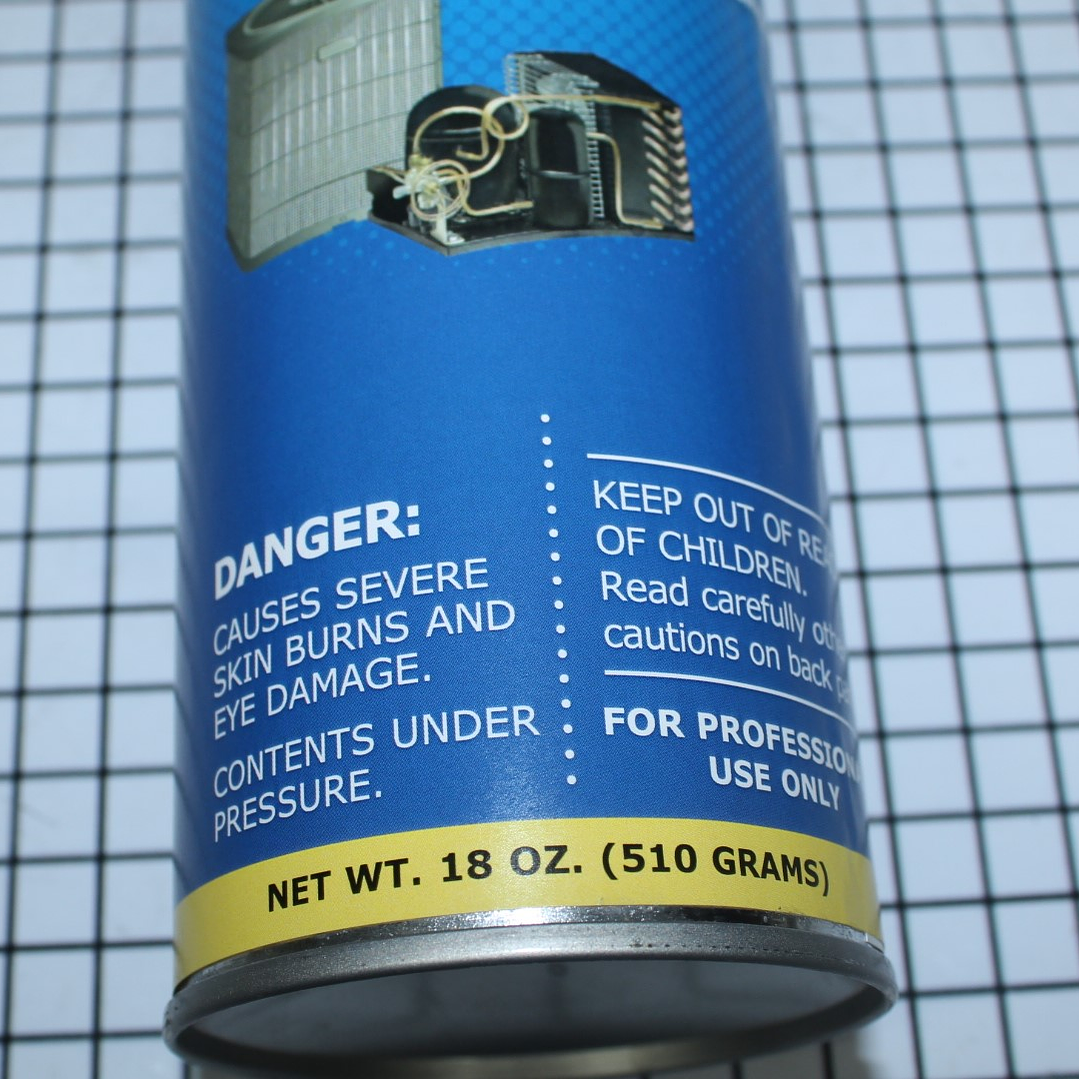 DANGER:
CAUSES SEVERE
SKIN BURNS AND
EYE DAMAGE.
CONTENTS UNDER
PRESSURE.
KEEP OUT OF
OF CHILDREN.
Read carefully
cautions on back
FOR PROFESSIONA
USE ONLY
NET WT. 18 OZ. (510 GRAMS)